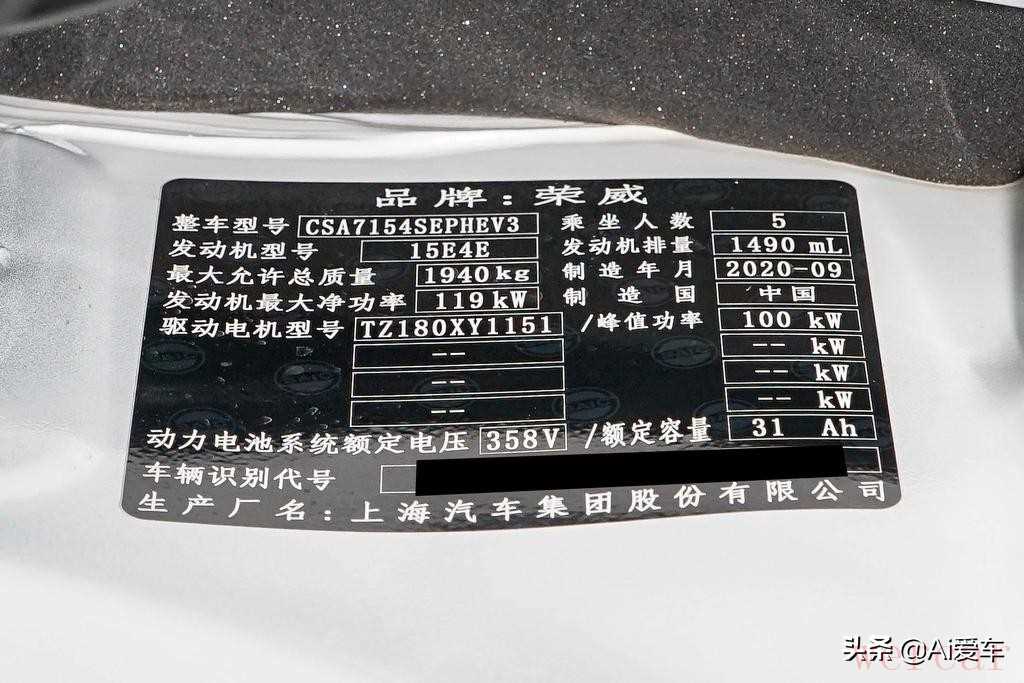 品牌：荣威
整车型号 CSA7154SEPHEV3 乘坐人数 5
发动机型号 15E4E 发动机排量 1490 mL
最大允许总质量 1940kg 制造年月 2020-09
发动机最大净功率 119kW 制造国 中国
驱动电机型号 TZ180XY1151 /峰值功率 100 kW
-- -- kW
-- -- kW
-- -- kW
动力电池系统额定电压 358V /额定容量 31 Ah
车辆识别代号
生产厂名：上海汽车集团股份有限公司
头条 @Ai爱车